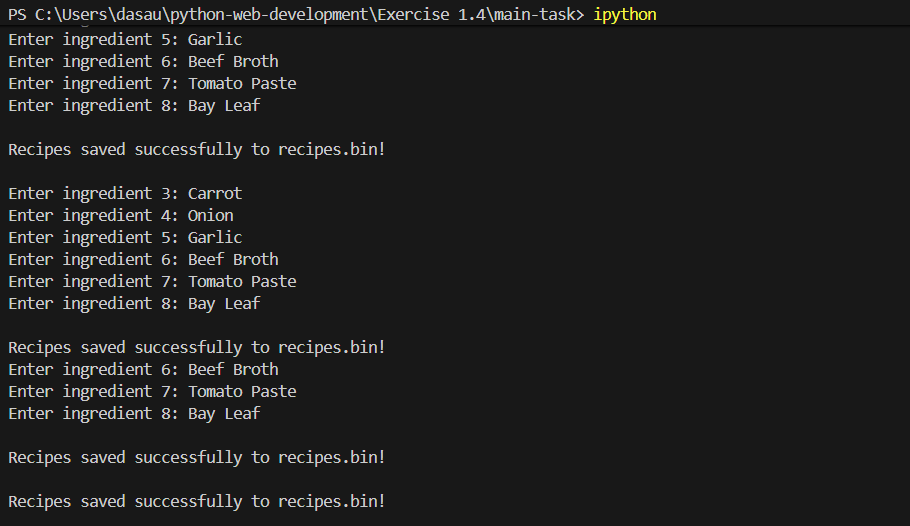 PS C:\Users\dasau\python-web-development\Exercise 1.4\main-task> ipython
Enter ingredient 5: Garlic
Enter ingredient 6: Beef Broth
Enter ingredient 7: Tomato Paste
Enter ingredient 8: Bay Leaf
Recipes saved successfully to recipes.bin!
Enter ingredient 3: Carrot
Enter ingredient 4: Onion
Enter ingredient 5: Garlic
Enter ingredient 6: Beef Broth
Enter ingredient 7: Tomato Paste
Enter ingredient 8: Bay Leaf
Recipes saved successfully to recipes.bin!
Enter ingredient 6: Beef Broth
Enter ingredient 7: Tomato Paste
Enter ingredient 8: Bay Leaf
Recipes saved successfully to recipes.bin!
Recipes saved successfully to recipes.bin!